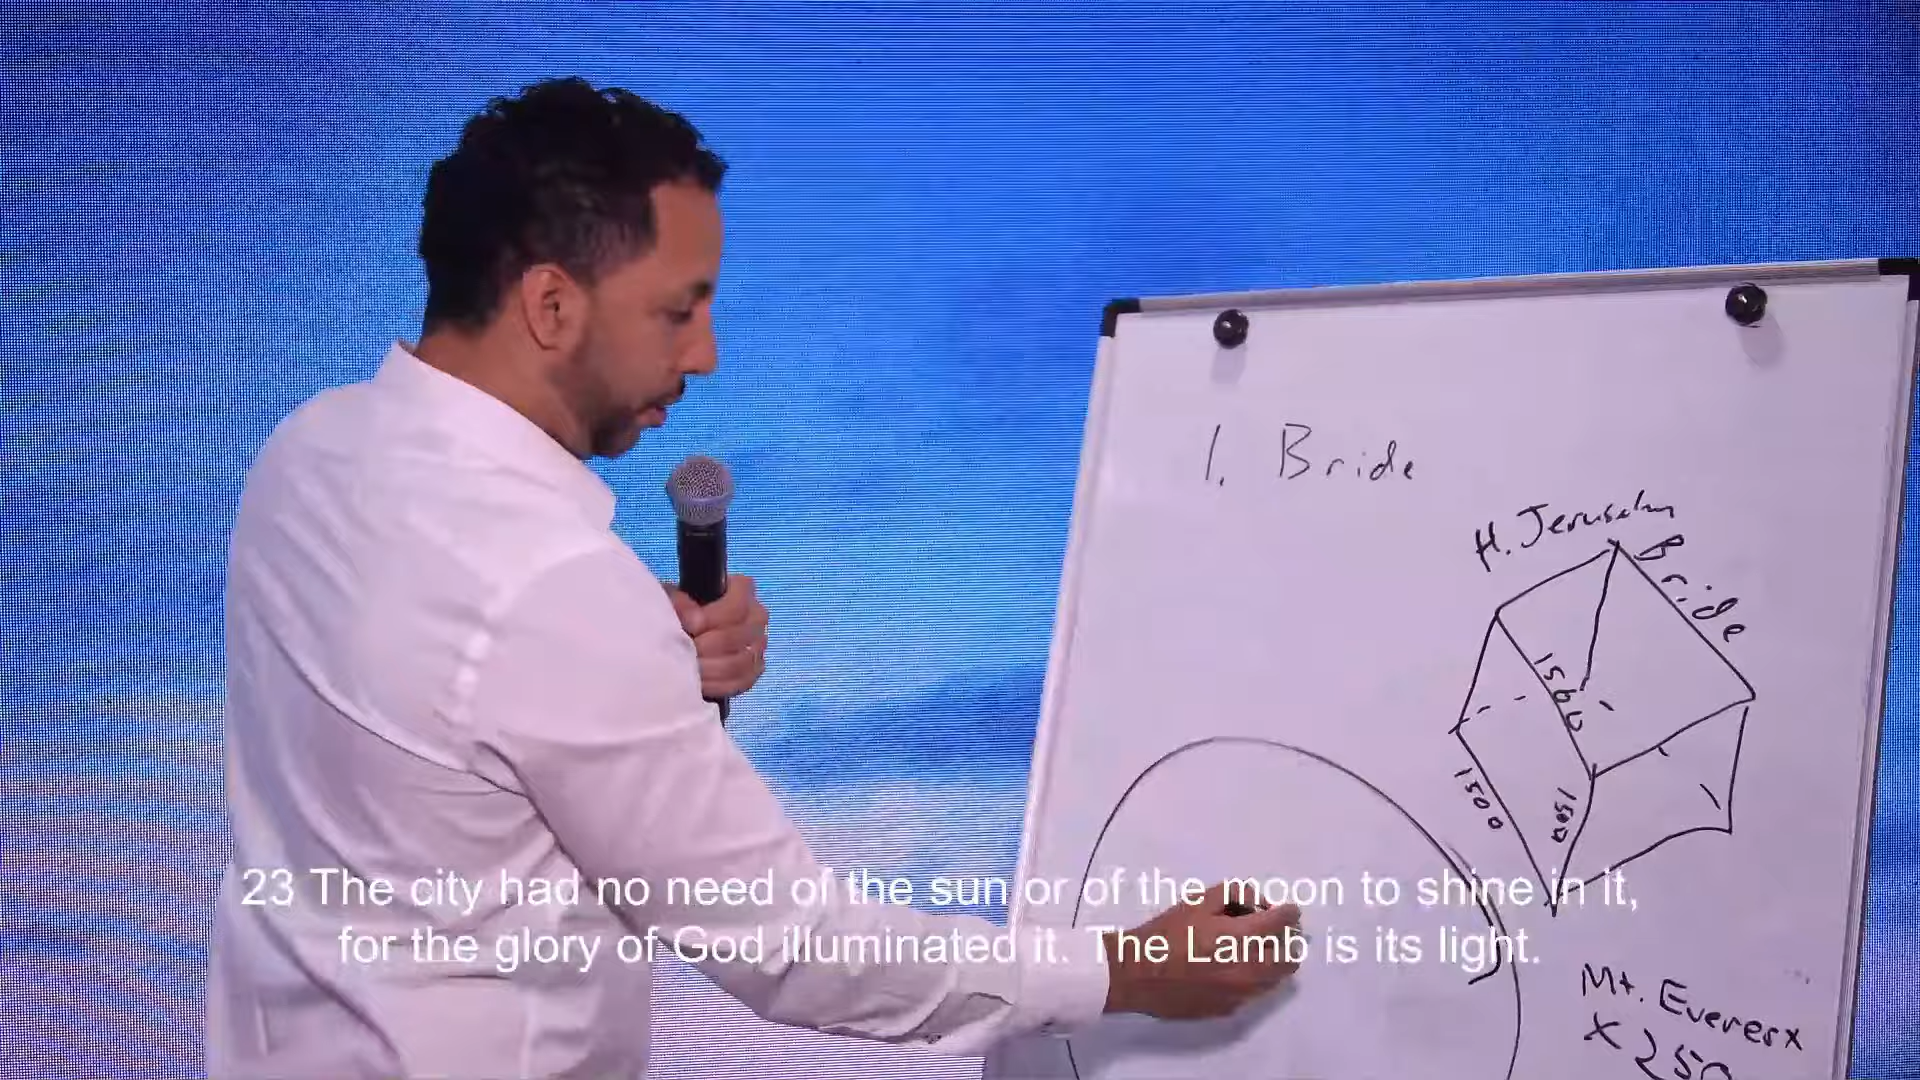 1. Bride
H. Jerusalem
Bride
1500
1500
1500
23 The city had no need of the sun or of the moon to shine in it,
for the glory of God illuminated it. The Lamb is its light.
Mt. Everest
x 250